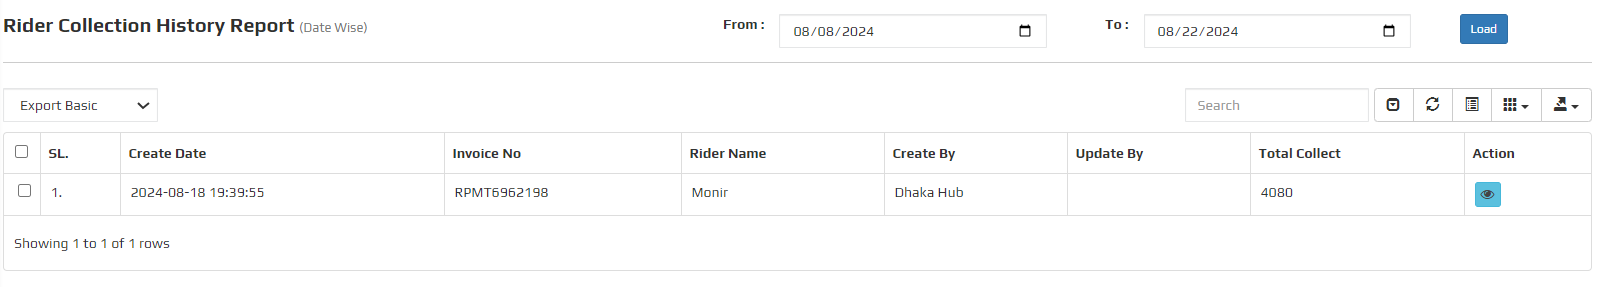 Rider Collection History Report (Date Wise) From : 08/08/2024 To : 08/22/2024 Load
Export Basic Search
SL. Create Date Invoice No Rider Name Create By Update By Total Collect Action
1. 2024-08-18 19:39:55 RPMT6962198 Monir Dhaka Hub 4080
Showing 1 to 1 of 1 rows